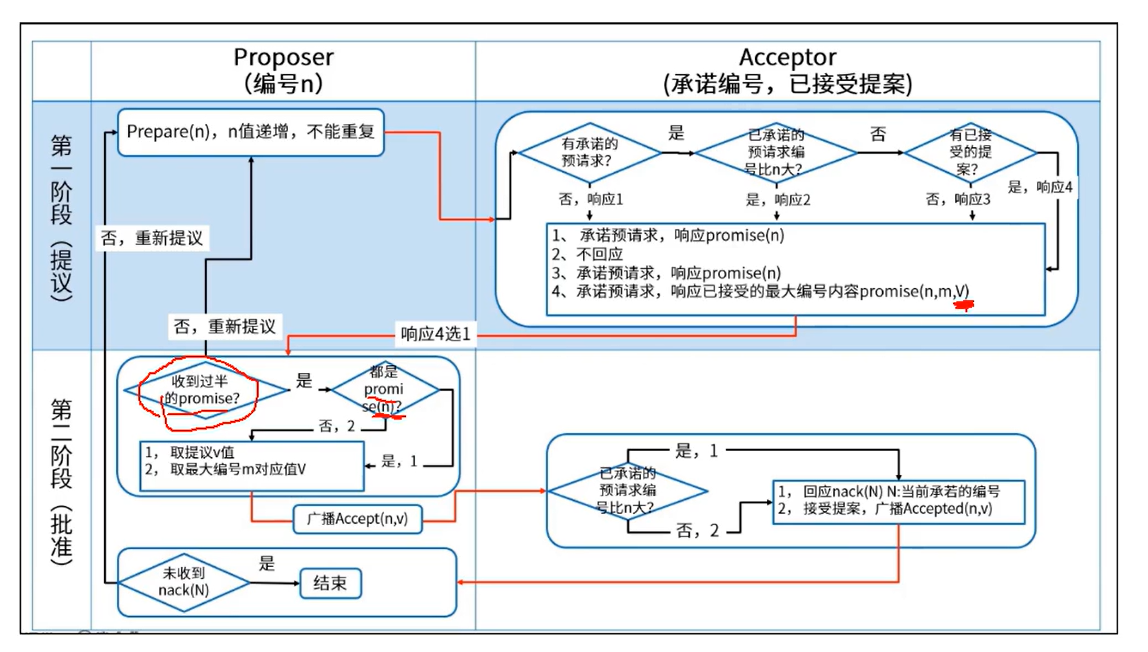 Proposer
（编号n）
Acceptor
(承诺编号，已接受提案)
第一阶段（提议）
Prepare(n)，n值递增，不能重复
有承诺的
预请求？
是
已承诺的
预请求编
号比n大？
否
有已接
受的提
案？
否，响应1
是，响应2
否，响应3
是，响应4
1、 承诺预请求，响应promise(n)
2、不回应
3、承诺预请求，响应promise(n)
4、承诺预请求，响应已接受的最大编号内容promise(n,m,V)
否，重新提议
否，重新提议
响应4选1
第二阶段（批准）
收到过半
的promise？
是
都是
promi
se(n)？
否，2
是，1
1， 取提议v值
2， 取最大编号m对应值V
广播Accept(n,v)
已承诺的
预请求编
号比n大？
是，1
否，2
1， 回应nack(N) N:当前承若的编号
2， 接受提案，广播Accepted(n,v)
未收到
nack(N)
是
结束